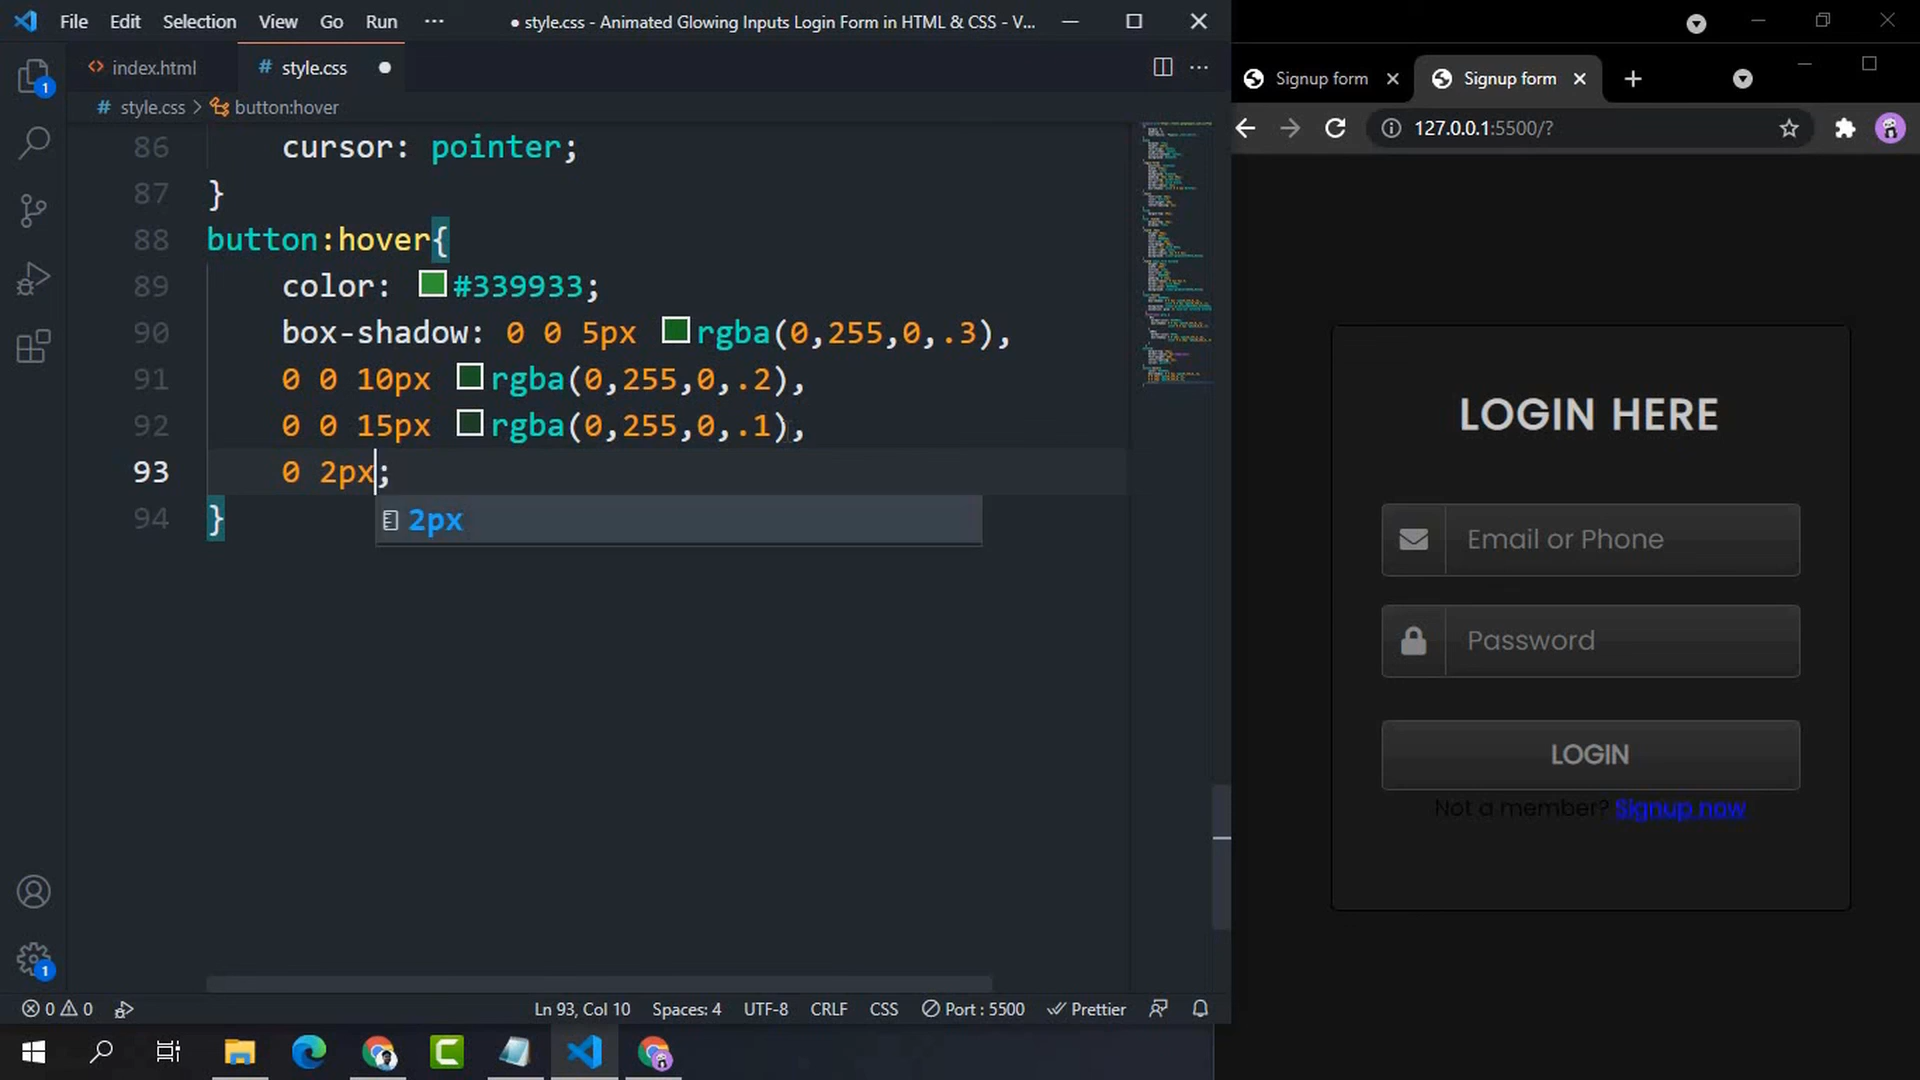 File Edit Selection View Go Run ··· ● style.css - Animated Glowing Inputs Login Form in HTML & CSS - V...
<> index.html # style.css ●
# style.css > button:hover
86 cursor: pointer;
87 }
88 button:hover{
89 color: #339933;
90 box-shadow: 0 0 5px rgba(0,255,0,.3),
91 0 0 10px rgba(0,255,0,.2),
92 0 0 15px rgba(0,255,0,.1),
93 0 2px;
94 }
2px
1
1
0 0 Ln 93, Col 10 Spaces: 4 UTF-8 CRLF CSS Port : 5500 Prettier
Signup form Signup form
127.0.0.1:5500/?
LOGIN HERE
Email or Phone
Password
LOGIN
Not a member? Signup now